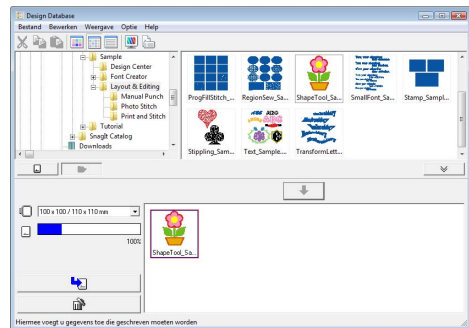 Design Database
Bestand Bewerken Weergave Optie Help
Sample
Design Center
Font Creator
Layout & Editing
Manual Punch
Photo Stitch
Print and Stitch
Tutorial
SnagIt Catalog
Downloads
ProgFillStitch_... RegionSew_Sa... ShapeTool_Sa... SmallFont_Sa... Stamp_Sampl...
Stippling_Sam... Text_Sample.... TransformLett...
100 x 100 / 110 x 110 mm
100%
ShapeTool_Sa...
Hiermee voegt u gegevens toe die geschreven moeten worden